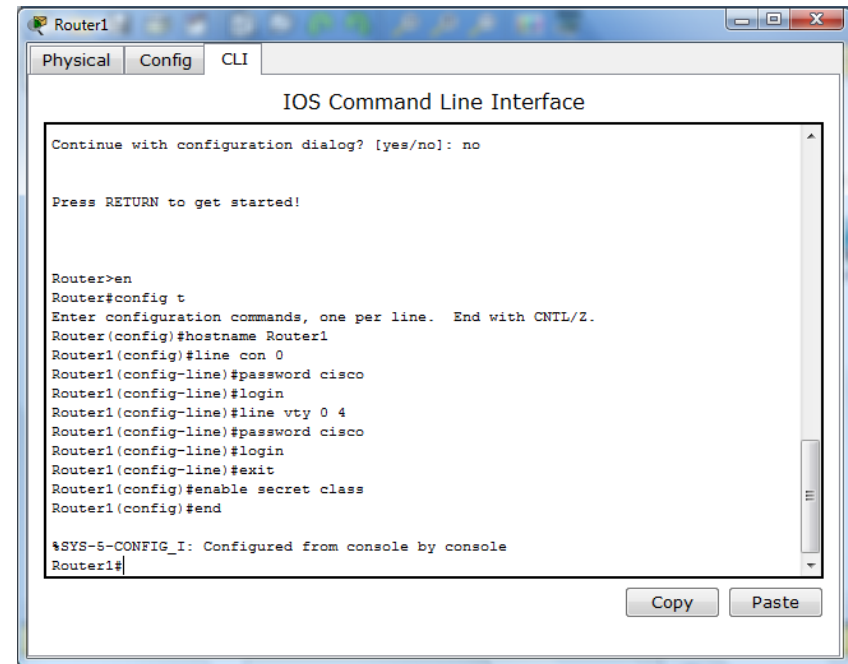 Router1
Physical Config CLI
IOS Command Line Interface
Continue with configuration dialog? [yes/no]: no
Press RETURN to get started!
Router>en
Router#config t
Enter configuration commands, one per line.  End with CNTL/Z.
Router(config)#hostname Router1
Router1(config)#line con 0
Router1(config-line)#password cisco
Router1(config-line)#login
Router1(config-line)#line vty 0 4
Router1(config-line)#password cisco
Router1(config-line)#login
Router1(config-line)#exit
Router1(config)#enable secret class
Router1(config)#end
%SYS-5-CONFIG_I: Configured from console by console
Router1#
Copy Paste